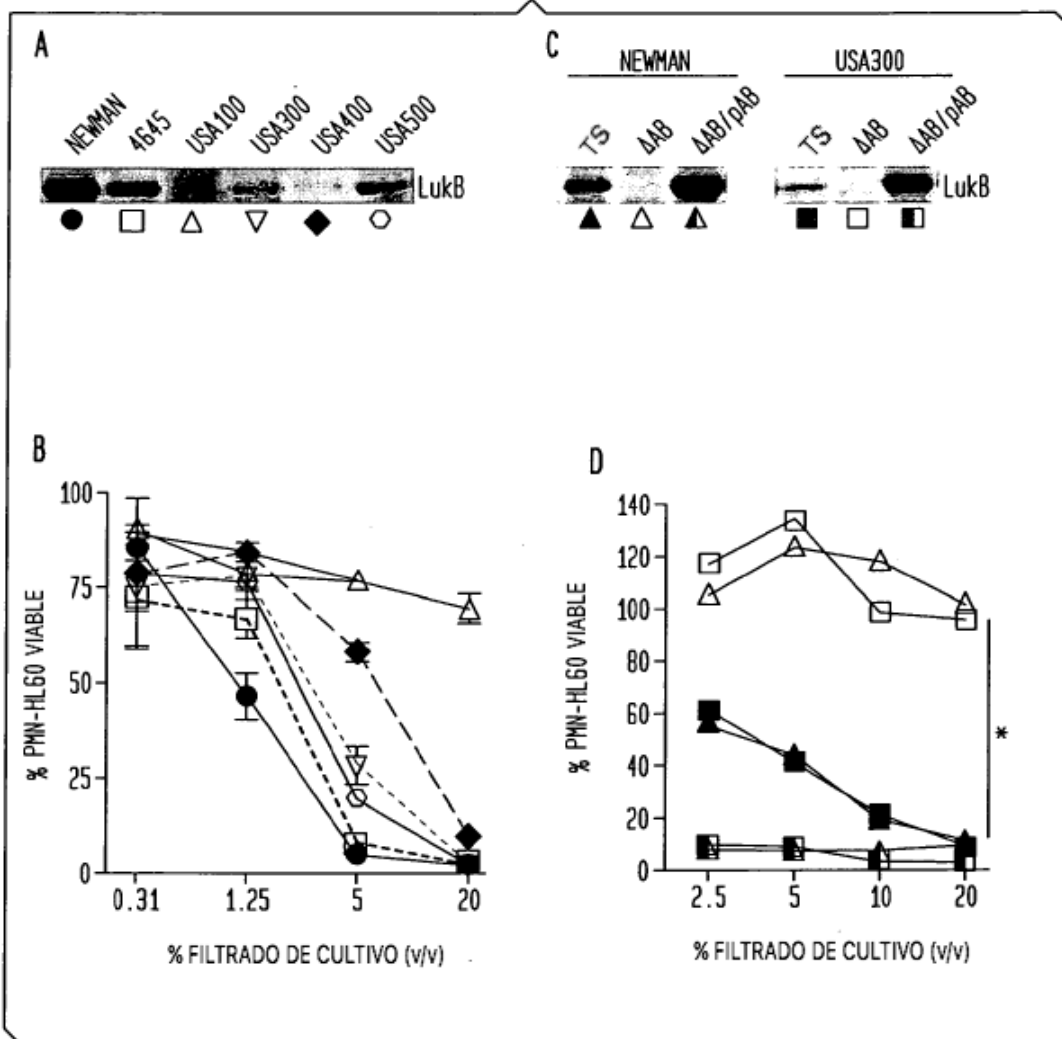 A
NEWMAN
4645
USA100
USA300
USA400
USA500
LukB
C
NEWMAN
USA300
TS
ΔAB
ΔAB/pAB
TS
ΔAB
ΔAB/pAB
LukB
B
% PMN-HL60 VIABLE
100
75
50
25
0
0.31
1.25
5
20
% FILTRADO DE CULTIVO (v/v)
D
% PMN-HL60 VIABLE
140
120
100
80
60
40
20
0
2.5
5
10
20
*
% FILTRADO DE CULTIVO (v/v)